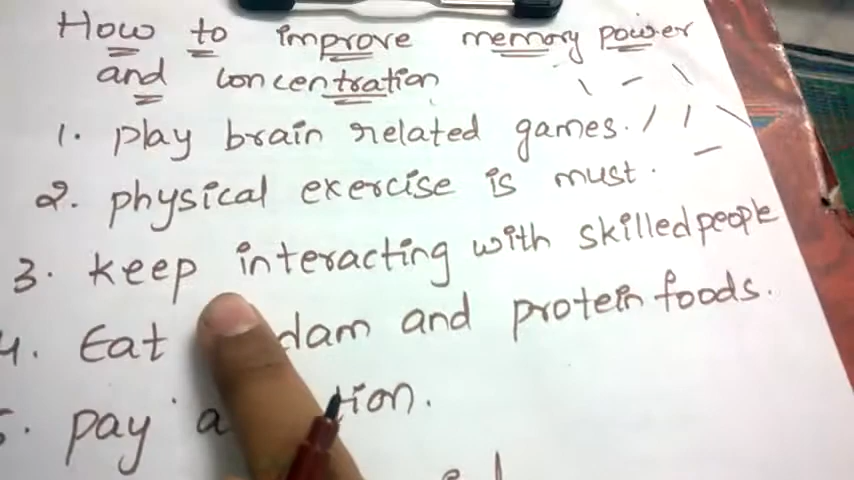 How to improve memory power
and concentration
1. play brain related games.
2. physical exercise is must.
3. keep interacting with skilled people
4. Eat and protein foods.
5. pay